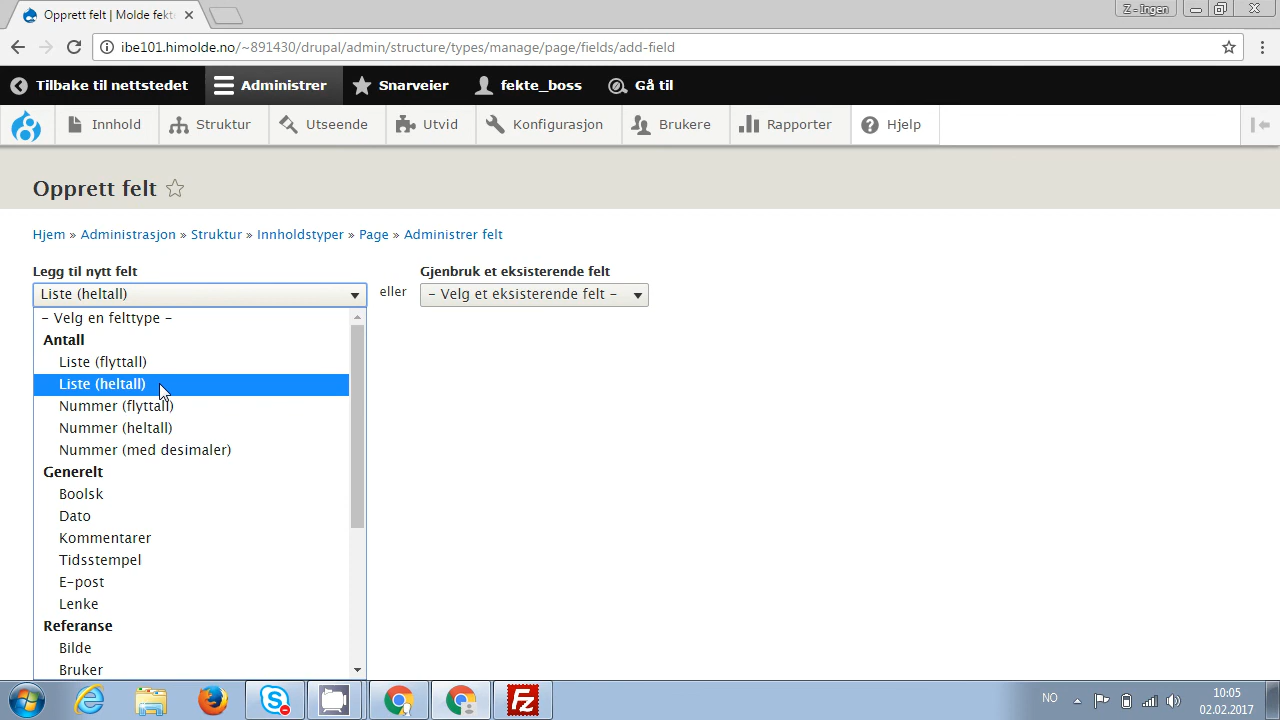 Opprett felt | Molde fekt
Z - Ingen
ibe101.himolde.no/~891430/drupal/admin/structure/types/manage/page/fields/add-field
Tilbake til nettstedet Administrer Snarveier fekte_boss Gå til
Innhold Struktur Utseende Utvid Konfigurasjon Brukere Rapporter Hjelp
Opprett felt
Hjem » Administrasjon » Struktur » Innholdstyper » Page » Administrer felt
Legg til nytt felt Gjenbruk et eksisterende felt
Liste (heltall) eller - Velg et eksisterende felt -
- Velg en felttype -
Antall
Liste (flyttall)
Liste (heltall)
Nummer (flyttall)
Nummer (heltall)
Nummer (med desimaler)
Generelt
Boolsk
Dato
Kommentarer
Tidsstempel
E-post
Lenke
Referanse
Bilde
Bruker
NO 10:05
02.02.2017